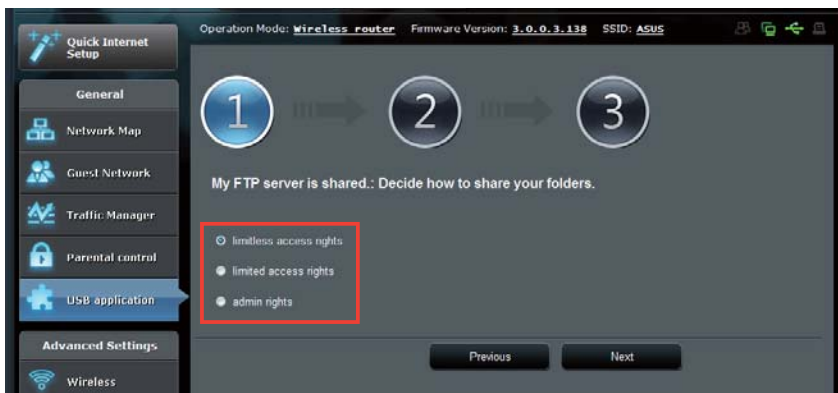 Quick Internet
Setup
Operation Mode: Wireless router Firmware Version: 3.0.0.3.138 SSID: ASUS
General
Network Map
Guest Network
Traffic Manager
Parental control
USB application
Advanced Settings
Wireless
1 2 3
My FTP server is shared.: Decide how to share your folders.
limitless access rights
limited access rights
admin rights
Previous Next